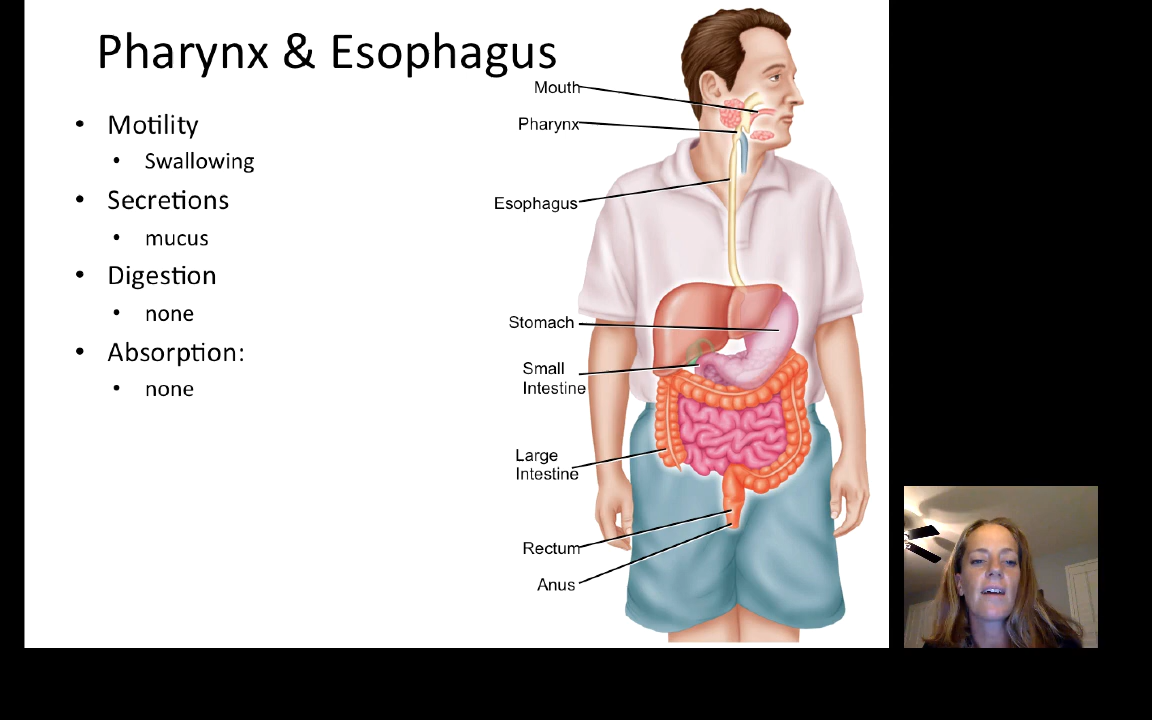 Pharynx & Esophagus
• Motility
• Swallowing
• Secretions
• mucus
• Digestion
• none
• Absorption:
• none
Mouth
Pharynx
Esophagus
Stomach
Small
Intestine
Large
Intestine
Rectum
Anus